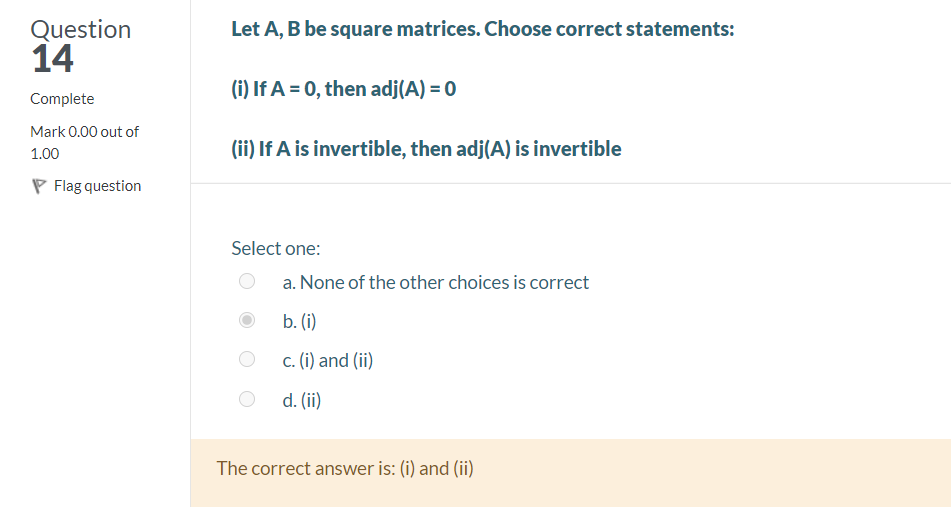 Question
14
Complete
Mark 0.00 out of
1.00
Flag question
Let A, B be square matrices. Choose correct statements:
(i) If A = 0, then adj(A) = 0
(ii) If A is invertible, then adj(A) is invertible
Select one:
a. None of the other choices is correct
b. (i)
c. (i) and (ii)
d. (ii)
The correct answer is: (i) and (ii)